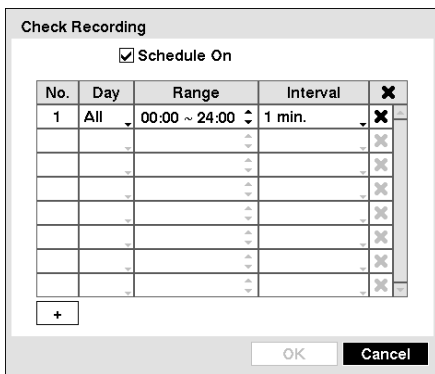 Check Recording
Schedule On
No. Day Range Interval
1 All 00:00 ~ 24:00 1 min.
+
OK Cancel